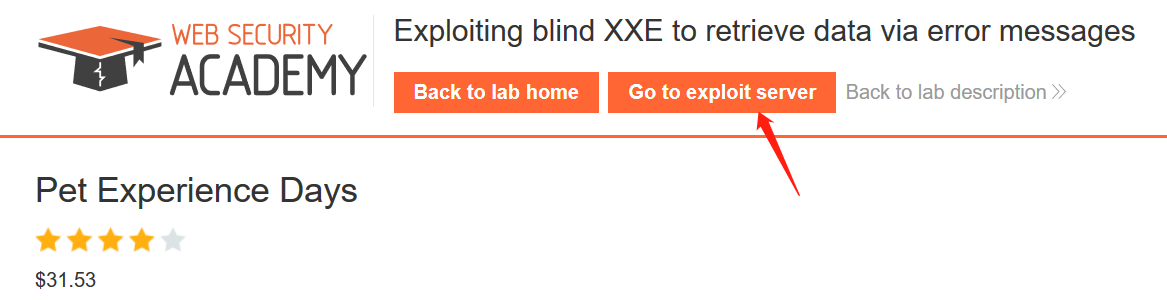 WEB SECURITY
ACADEMY
Exploiting blind XXE to retrieve data via error messages
Back to lab home
Go to exploit server
Back to lab description
Pet Experience Days
$31.53